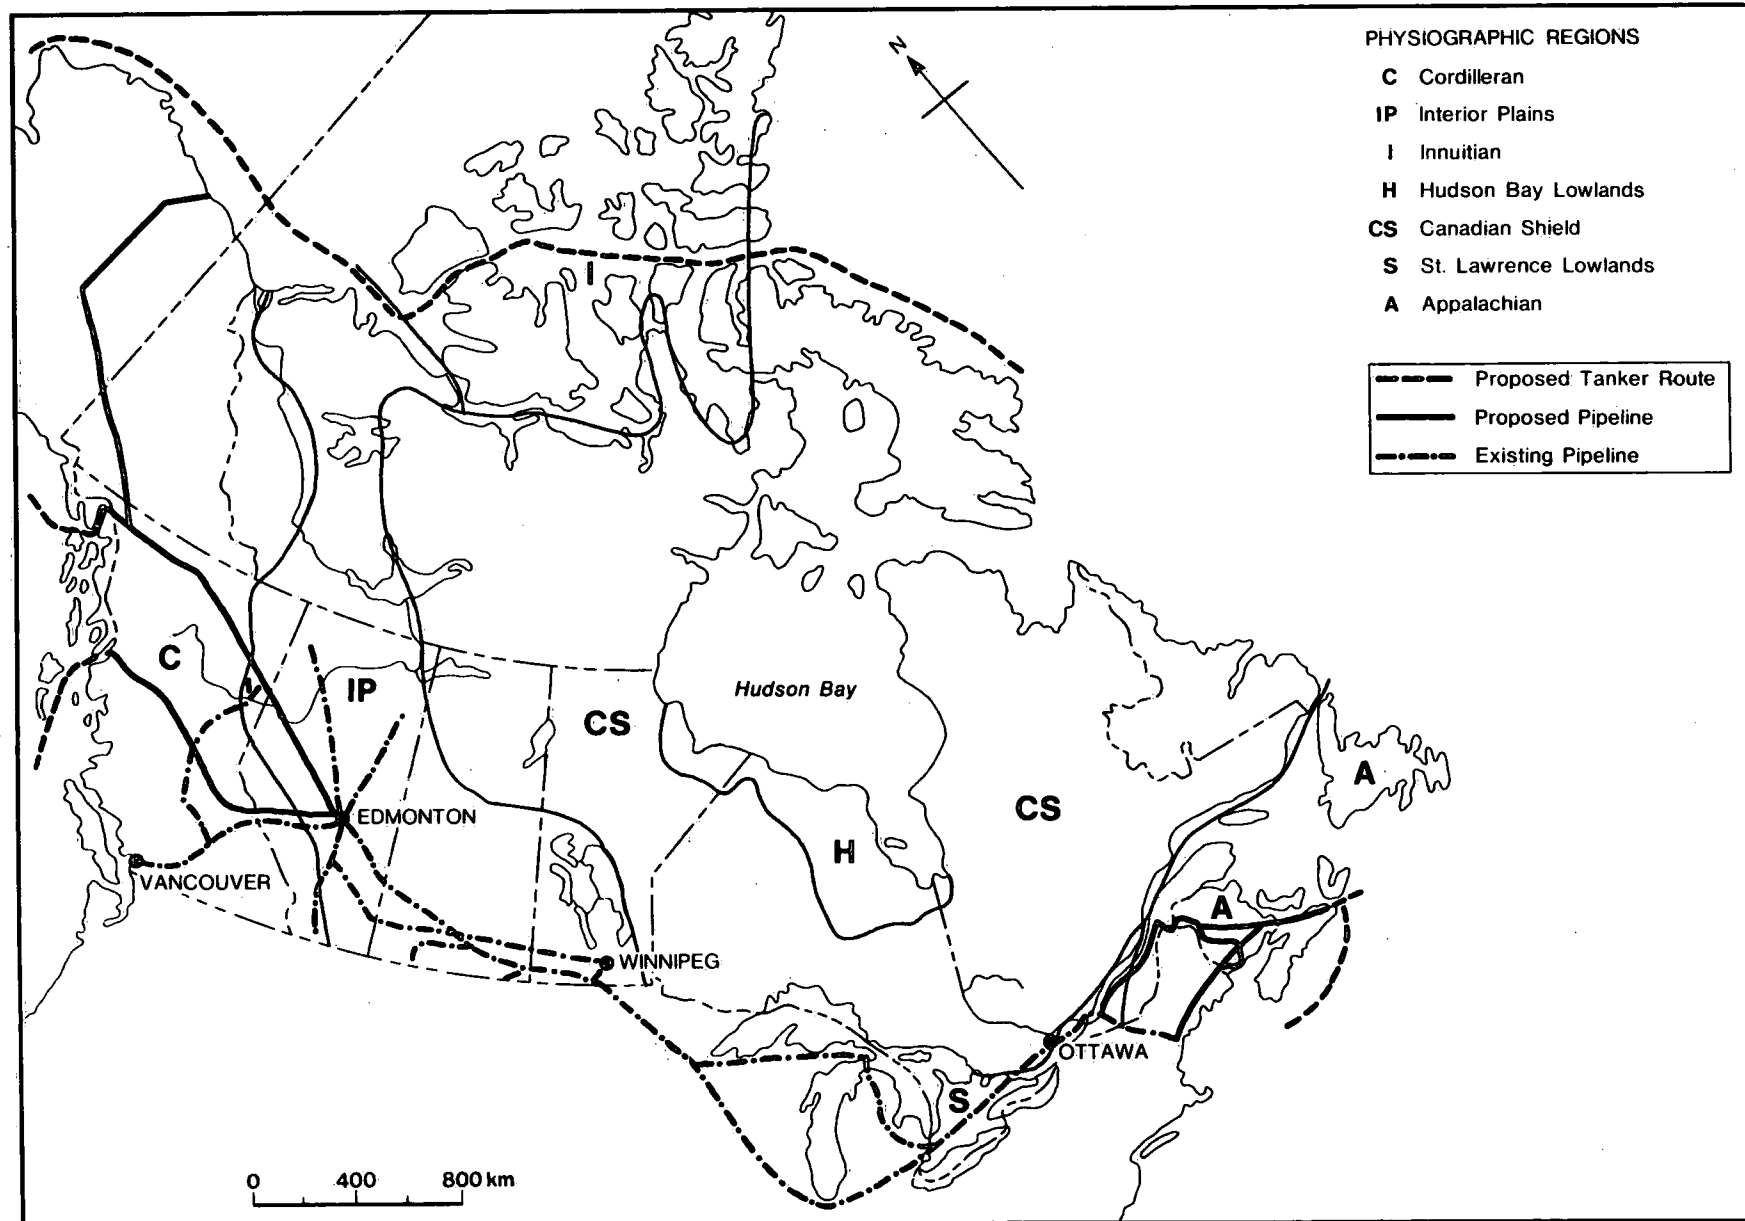 N
PHYSIOGRAPHIC REGIONS
C Cordilleran
IP Interior Plains
I Innuitian
H Hudson Bay Lowlands
CS Canadian Shield
S St. Lawrence Lowlands
A Appalachian
Proposed Tanker Route
Proposed Pipeline
Existing Pipeline
I
C
IP
CS
Hudson Bay
CS
A
H
EDMONTON
VANCOUVER
A
WINNIPEG
OTTAWA
S
0 400 800 km